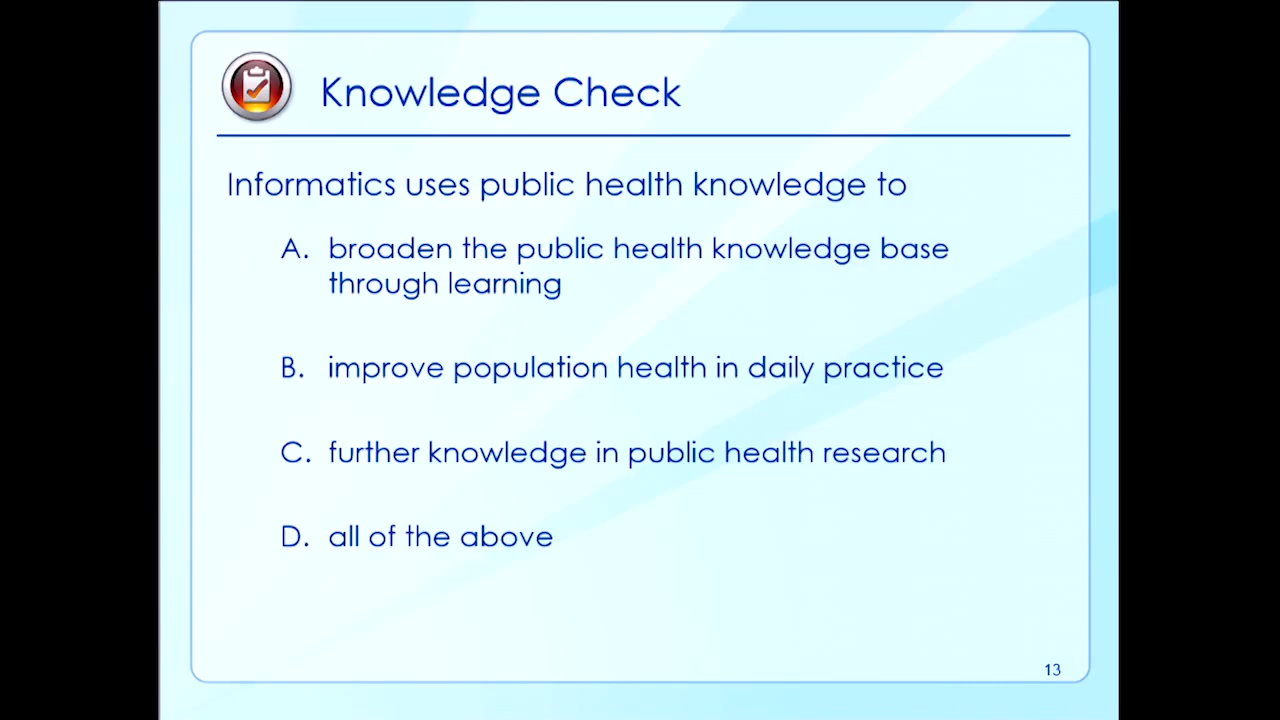 Knowledge Check
Informatics uses public health knowledge to
A. broaden the public health knowledge base
through learning
B. improve population health in daily practice
C. further knowledge in public health research
D. all of the above
13